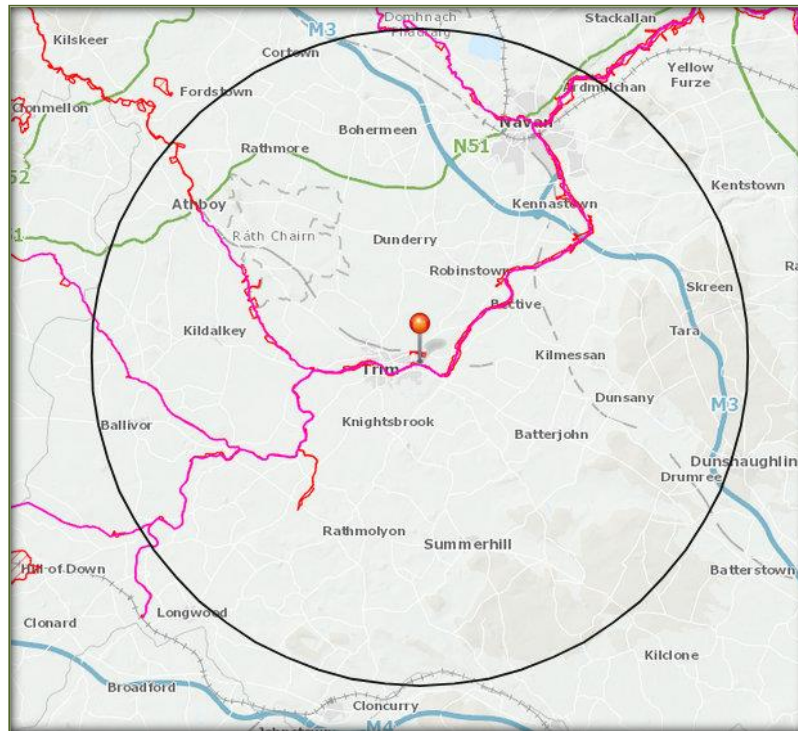 Domhnach
Phádraig
Stackallan
Kilskeer
M3
Cortown
Yellow
Furze
Fordstown
Ardmulchan
Bohermeen
Navan
N51
Rathmore
52
Kentstown
Athboy
Kennastown
Ráth Chairn
Dunderry
Robinstown
Skreen
Bective
Kildalkey
Tara
Kilmessan
Trim
Dunsany
M3
Knightsbrook
Ballivor
Batterjohn
Dunshaughlin
Drumree
Rathmolyon
Summerhill
Hill of Down
Batterstown
Longwood
Clonard
Kilclone
Broadford
Cloncurry
M4